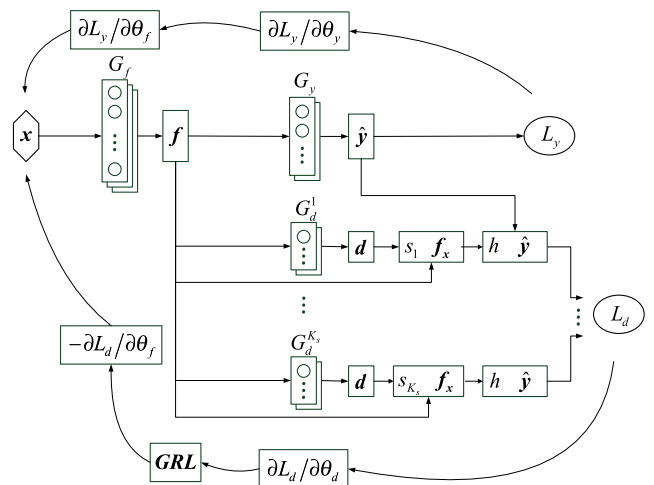 ∂L_y/∂θ_f
∂L_y/∂θ_y
G_f
G_y
x
f
ŷ
L_y
G_d^1
d
s_1 f_x
h ŷ
L_d
G_d^{K_s}
−∂L_d/∂θ_f
d
s_{K_s} f_x
h ŷ
GRL
∂L_d/∂θ_d